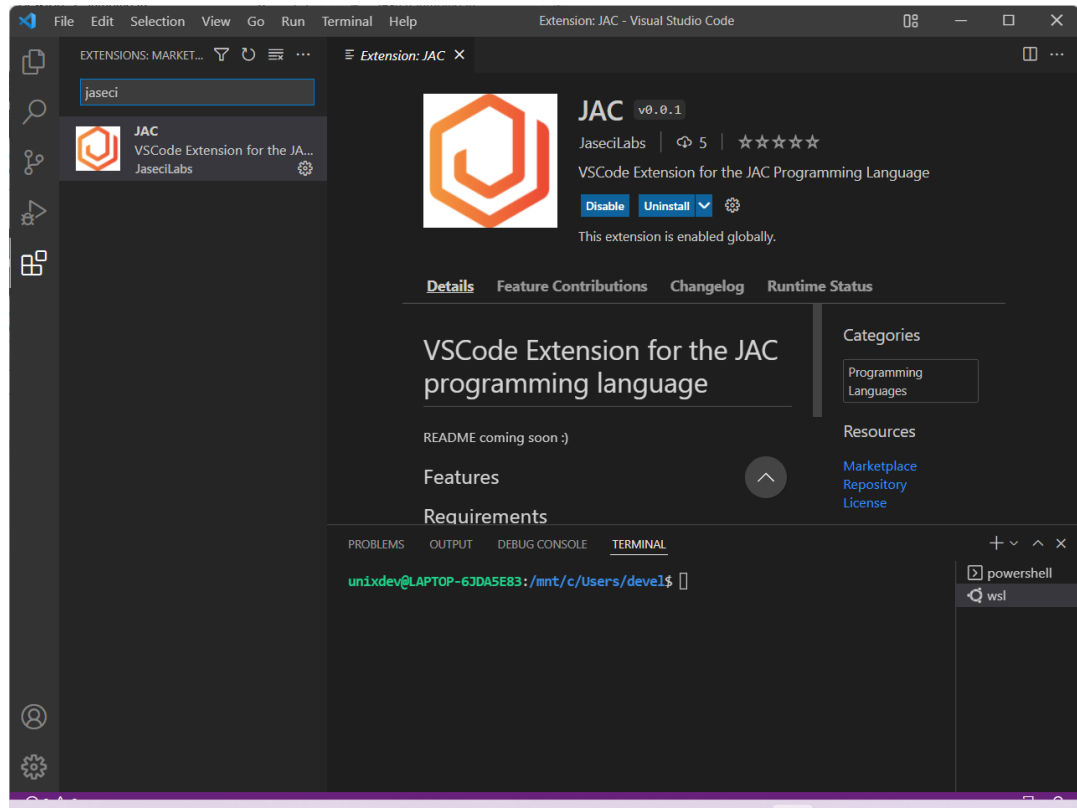 File Edit Selection View Go Run Terminal Help
Extension: JAC - Visual Studio Code
EXTENSIONS: MARKET...
jaseci
JAC
VSCode Extension for the JA...
JaseciLabs
Extension: JAC
JAC v0.0.1
JaseciLabs 5
VSCode Extension for the JAC Programming Language
Disable Uninstall
This extension is enabled globally.
Details Feature Contributions Changelog Runtime Status
VSCode Extension for the JAC
programming language
README coming soon :)
Features
Requirements
Categories
Programming
Languages
Resources
Marketplace
Repository
License
PROBLEMS OUTPUT DEBUG CONSOLE TERMINAL
unixdev@LAPTOP-6JDA5E83:/mnt/c/Users/devel$
powershell
wsl